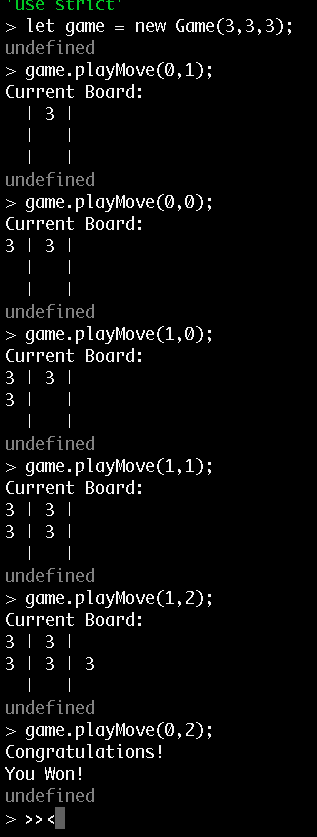 'use strict'
> let game = new Game(3,3,3);
undefined
> game.playMove(0,1);
Current Board:
  | 3 |
  |   |
  |   |
undefined
> game.playMove(0,0);
Current Board:
3 | 3 |
  |   |
  |   |
undefined
> game.playMove(1,0);
Current Board:
3 | 3 |
3 |   |
  |   |
undefined
> game.playMove(1,1);
Current Board:
3 | 3 |
3 | 3 |
  |   |
undefined
> game.playMove(1,2);
Current Board:
3 | 3 |
3 | 3 | 3
  |   |
undefined
> game.playMove(0,2);
Congratulations!
You Won!
undefined
> >><